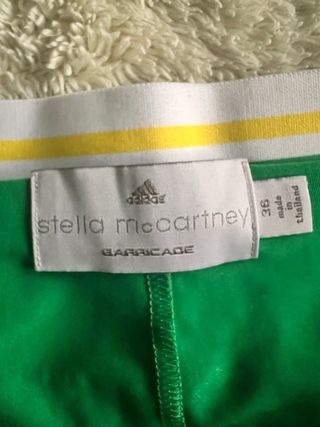 adidas
stella mccartney
BARRICADE
36
made
in
thailand